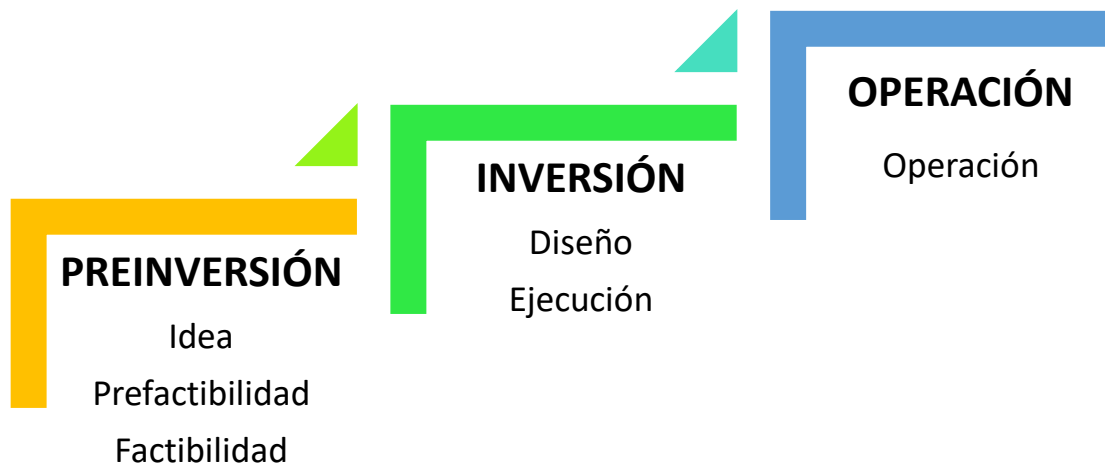 PREINVERSIÓN
Idea
Prefactibilidad
Factibilidad
INVERSIÓN
Diseño
Ejecución
OPERACIÓN
Operación